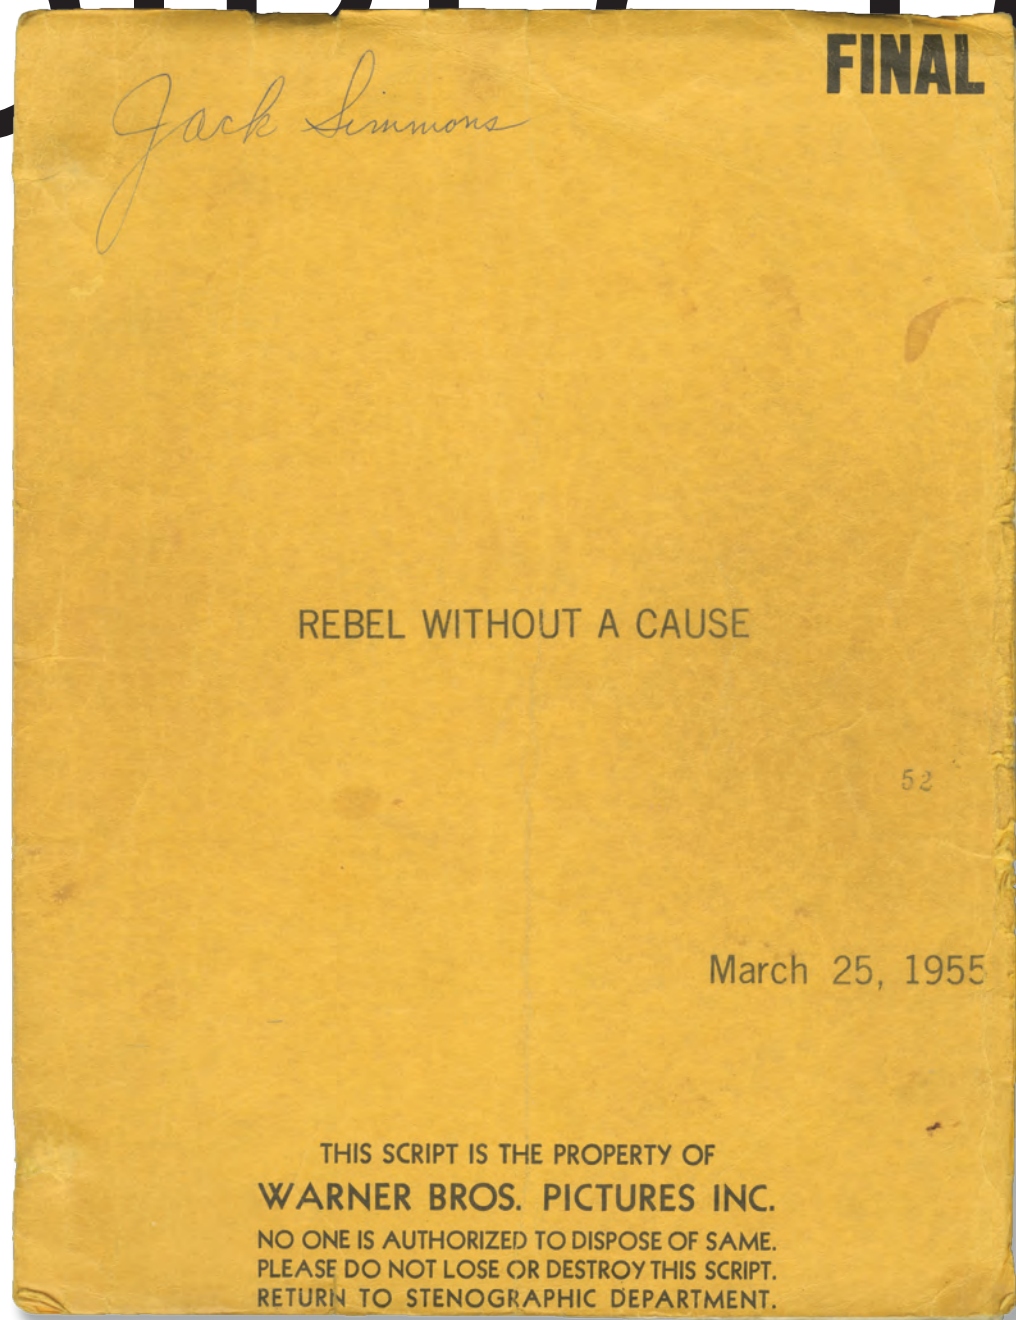 FINAL
Jack Simmons
REBEL WITHOUT A CAUSE
52
March 25, 1955
THIS SCRIPT IS THE PROPERTY OF
WARNER BROS. PICTURES INC.
NO ONE IS AUTHORIZED TO DISPOSE OF SAME.
PLEASE DO NOT LOSE OR DESTROY THIS SCRIPT.
RETURN TO STENOGRAPHIC DEPARTMENT.